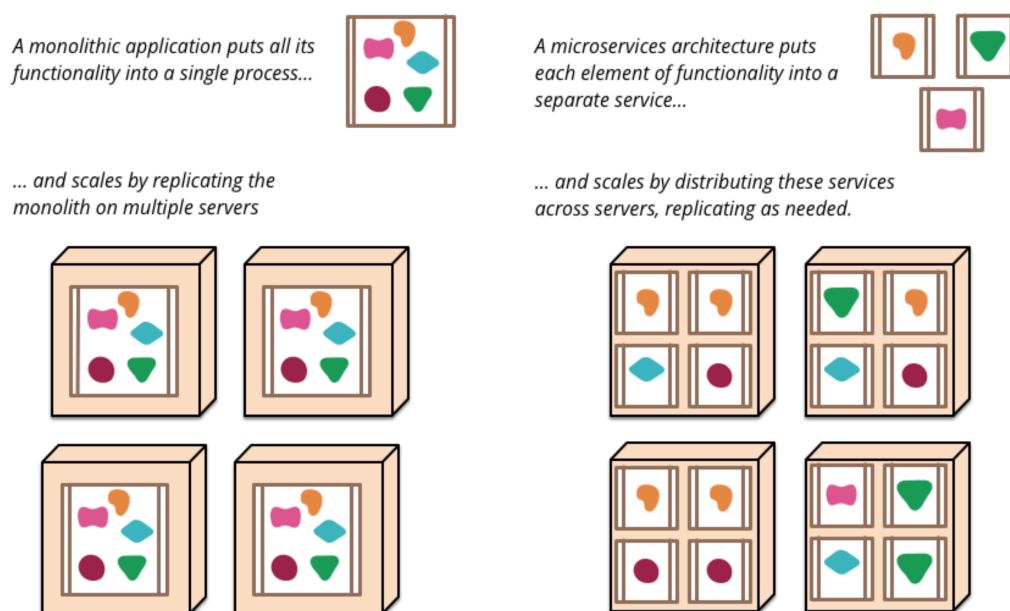 A monolithic application puts all its
functionality into a single process...
... and scales by replicating the
monolith on multiple servers
A microservices architecture puts
each element of functionality into a
separate service...
... and scales by distributing these services
across servers, replicating as needed.